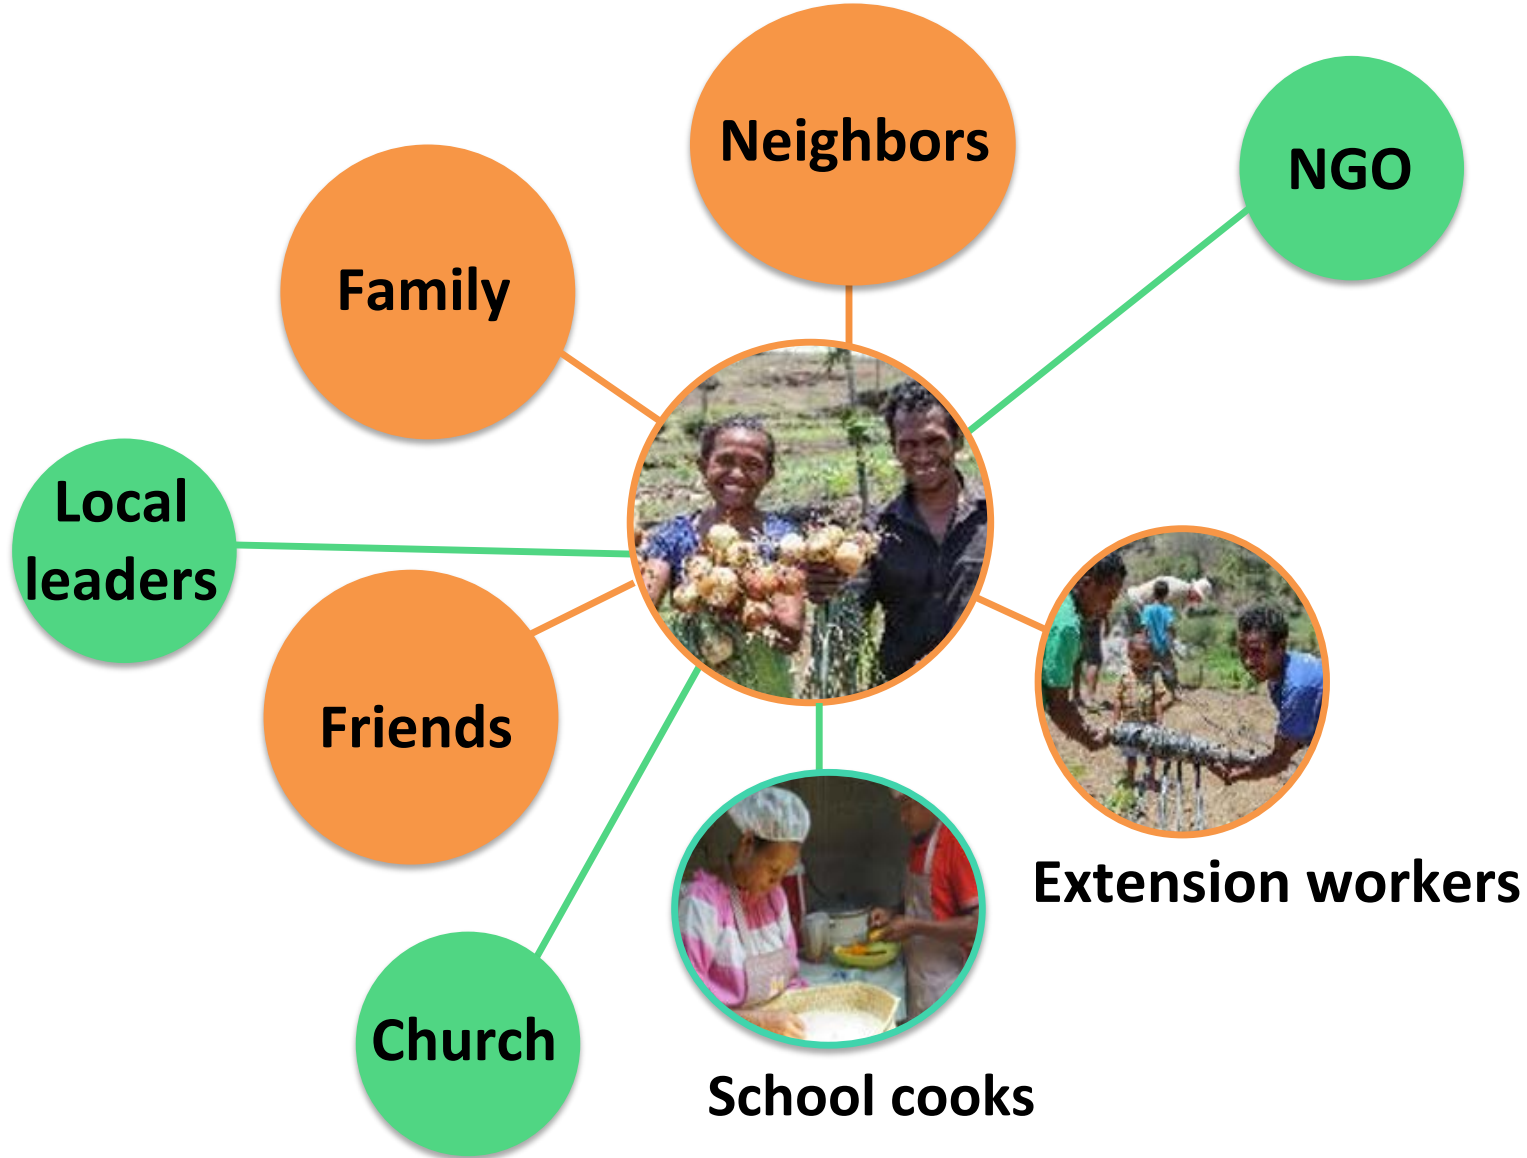 Neighbors
NGO
Family
Local
leaders
Friends
Extension workers
Church
School cooks